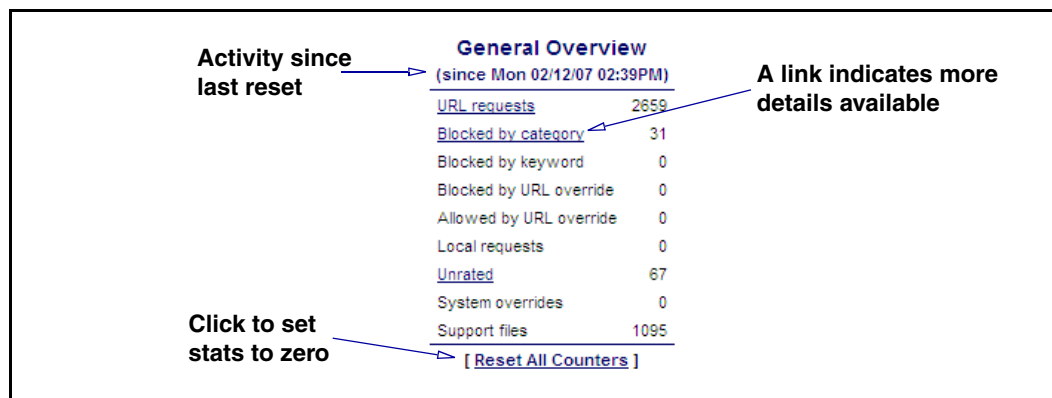 General Overview
(since Mon 02/12/07 02:39PM)
Activity since
last reset
A link indicates more
details available
URL requests 2659
Blocked by category 31
Blocked by keyword 0
Blocked by URL override 0
Allowed by URL override 0
Local requests 0
Unrated 67
System overrides 0
Support files 1095
Click to set
stats to zero
[ Reset All Counters ]